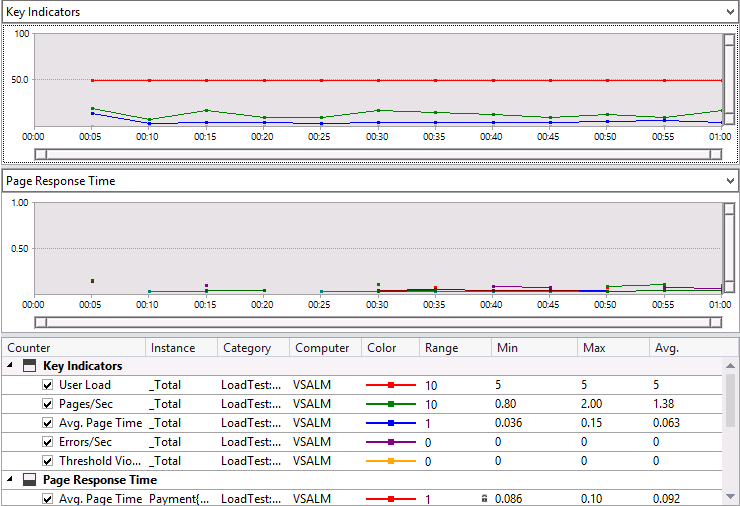 Key Indicators
100
50.0
00:00 00:05 00:10 00:15 00:20 00:25 00:30 00:35 00:40 00:45 00:50 00:55 01:00
Page Response Time
1.00
0.50
00:00 00:05 00:10 00:15 00:20 00:25 00:30 00:35 00:40 00:45 00:50 00:55 01:00
Counter Instance Category Computer Color Range Min Max Avg.
Key Indicators
User Load _Total LoadTest:... VSALM 10 5 5 5
Pages/Sec _Total LoadTest:... VSALM 10 0.80 2.00 1.38
Avg. Page Time _Total LoadTest:... VSALM 1 0.036 0.15 0.063
Errors/Sec _Total LoadTest:... VSALM 0 0 0 0
Threshold Vio... _Total LoadTest:... VSALM 0 0 0 0
Page Response Time
Avg. Page Time Payment{... LoadTest:... VSALM 1 0.086 0.10 0.092